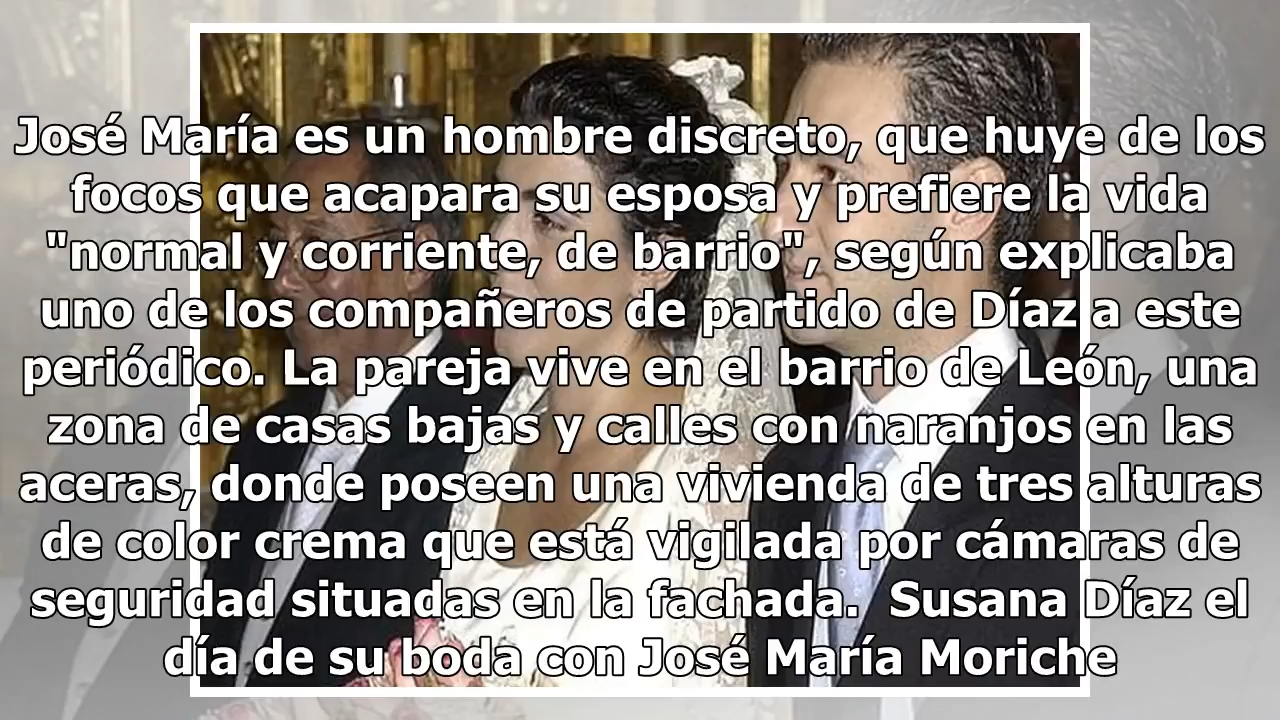 José María es un hombre discreto, que huye de los
focos que acapara su esposa y prefiere la vida
"normal y corriente, de barrio", según explicaba
uno de los compañeros de partido de Díaz a este
periódico. La pareja vive en el barrio de León, una
zona de casas bajas y calles con naranjos en las
aceras, donde poseen una vivienda de tres alturas
de color crema que está vigilada por cámaras de
seguridad situadas en la fachada.  Susana Díaz el
día de su boda con José María Moriche